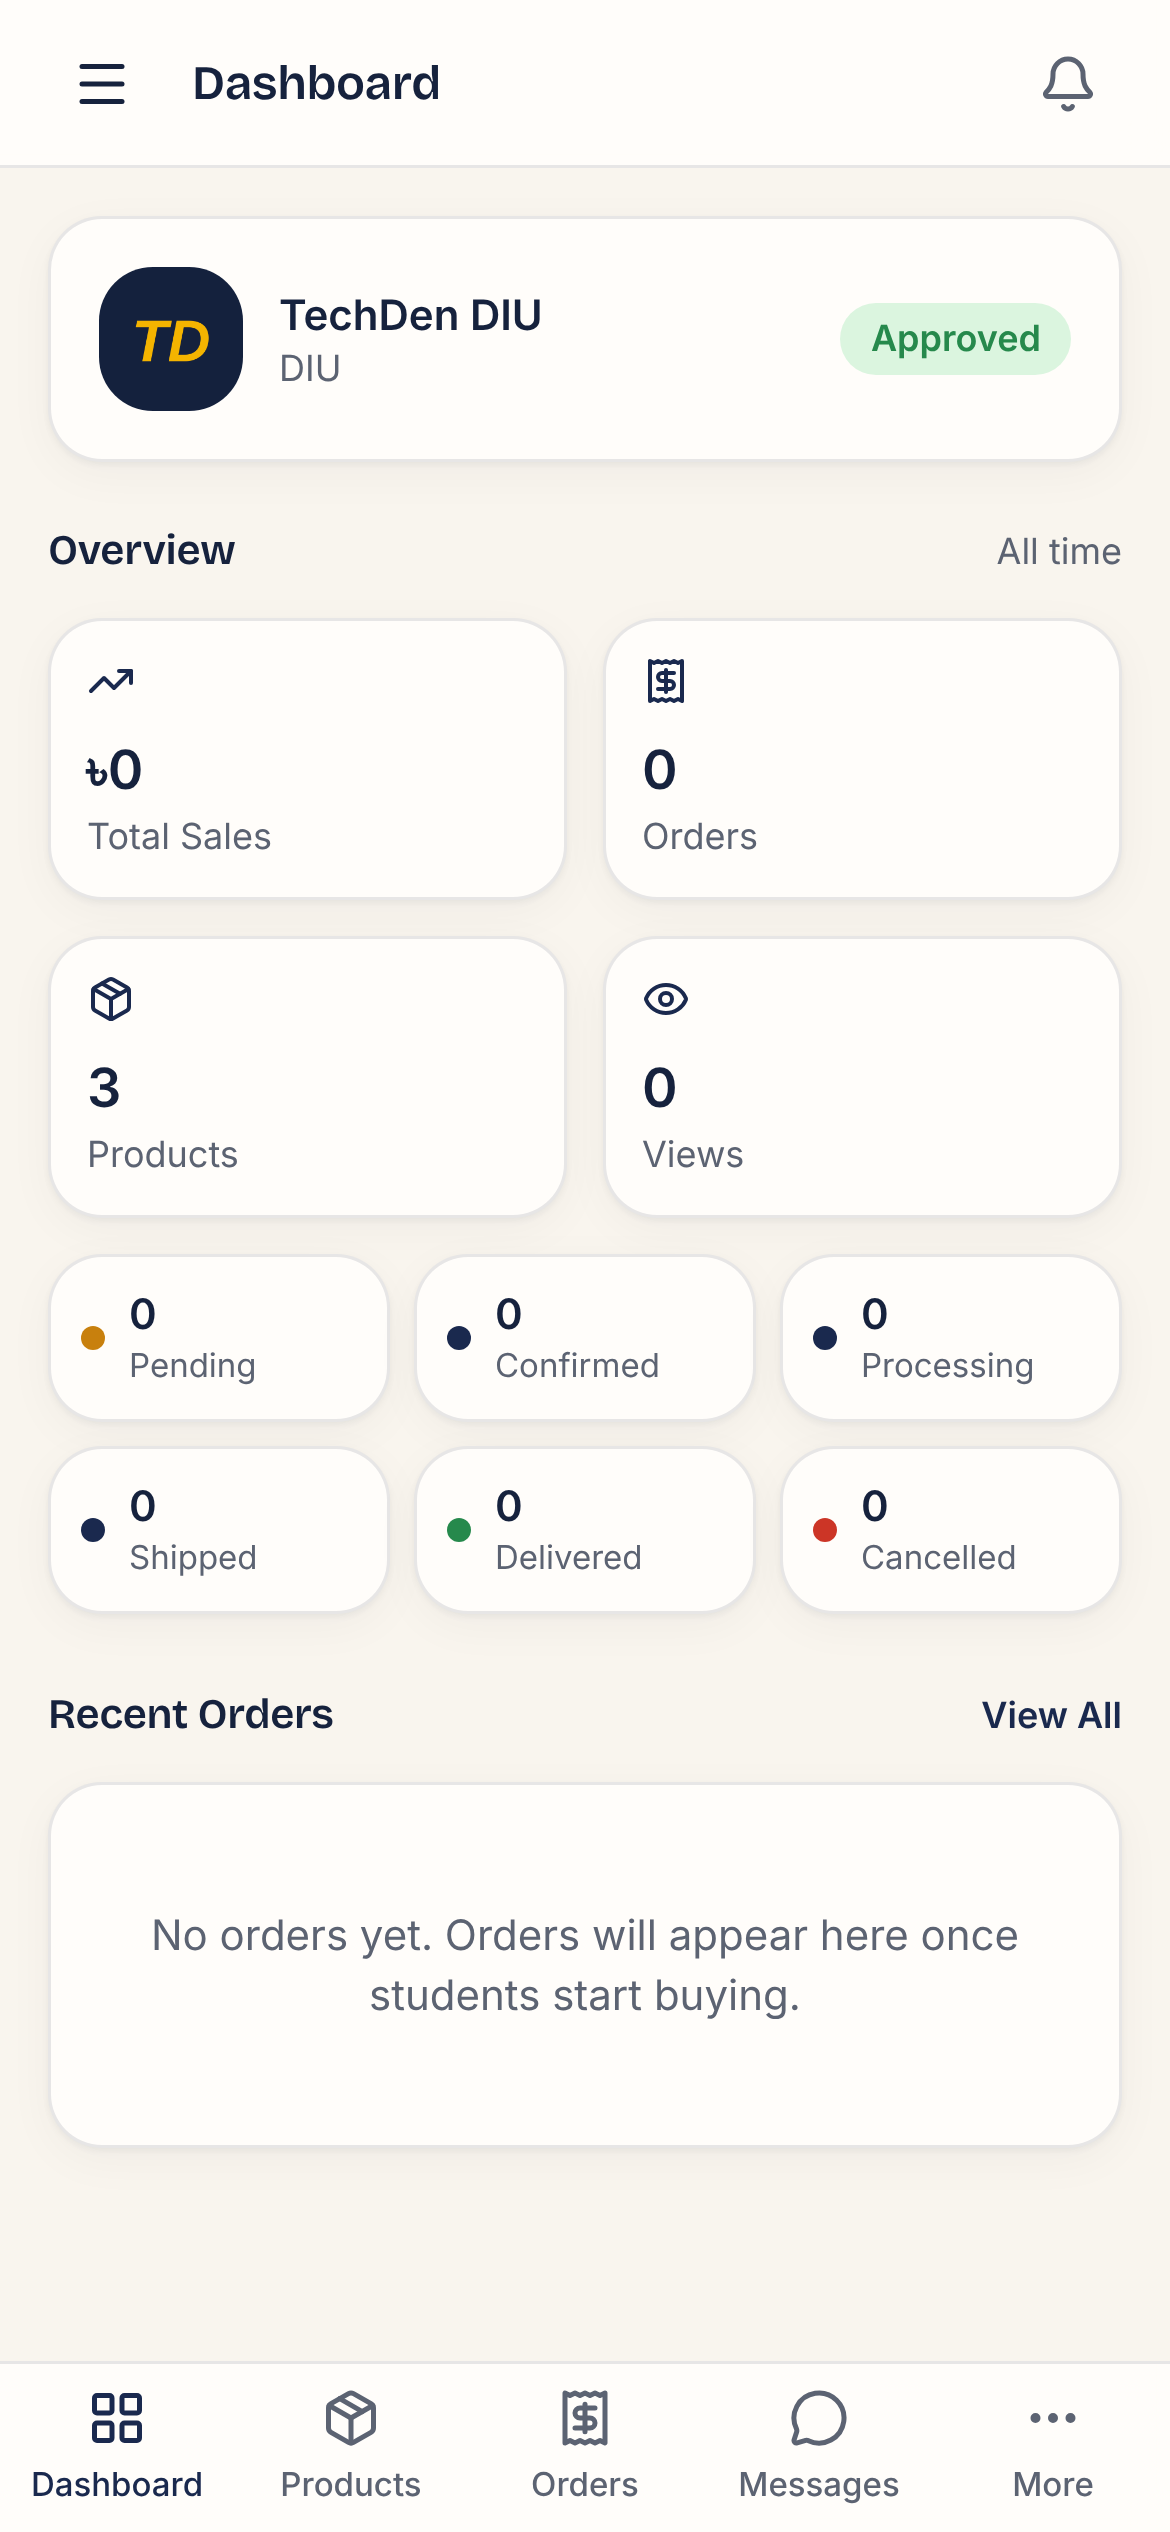 Dashboard
TD
TechDen DIU
DIU
Approved
Overview
All time
৳0
Total Sales
0
Orders
3
Products
0
Views
0
Pending
0
Confirmed
0
Processing
0
Shipped
0
Delivered
0
Cancelled
Recent Orders
View All
No orders yet. Orders will appear here once
students start buying.
Dashboard
Products
Orders
Messages
More